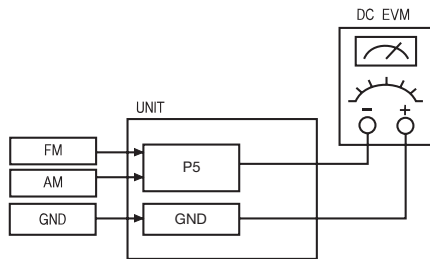 DC EVM
UNIT
- +
FM
P5
AM
GND
GND